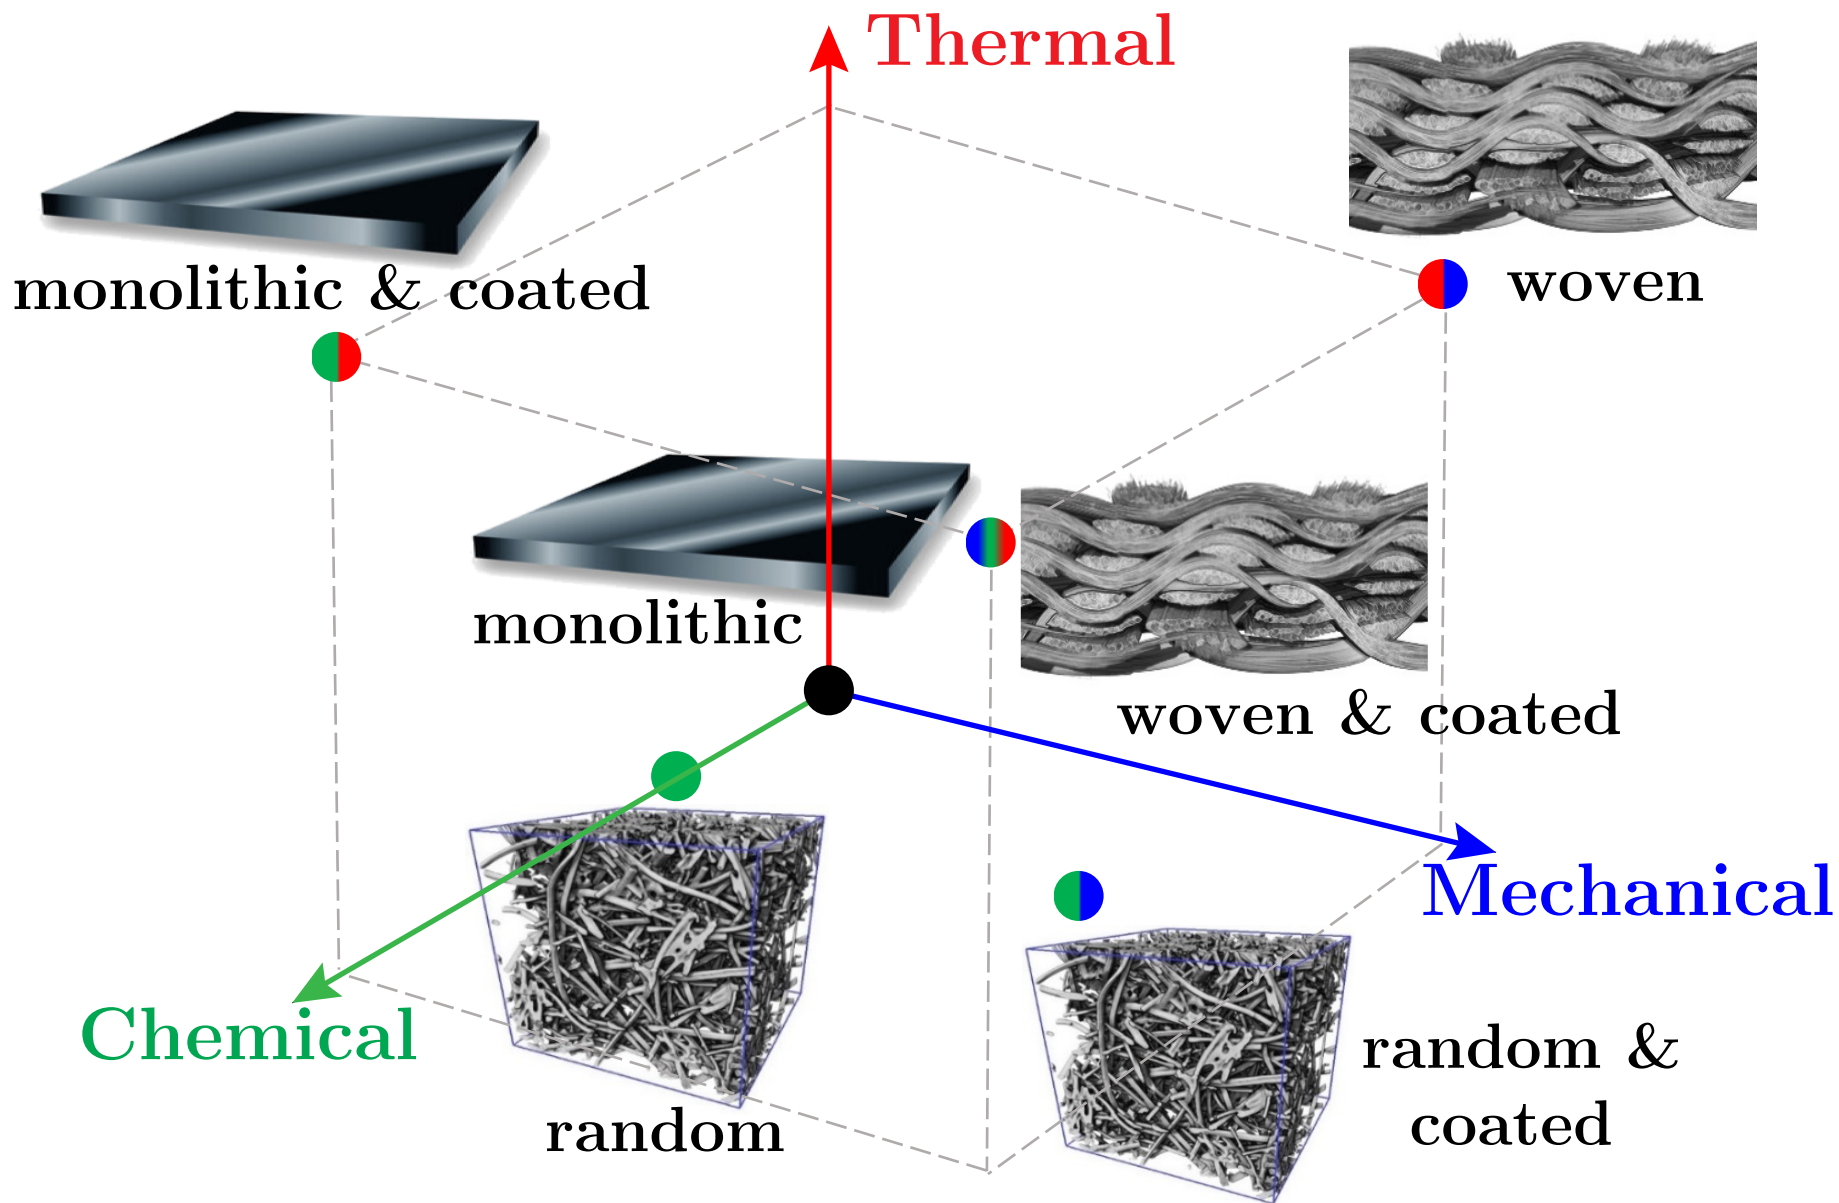 Thermal
monolithic & coated
woven
monolithic
woven & coated
Mechanical
Chemical
random &
coated
random